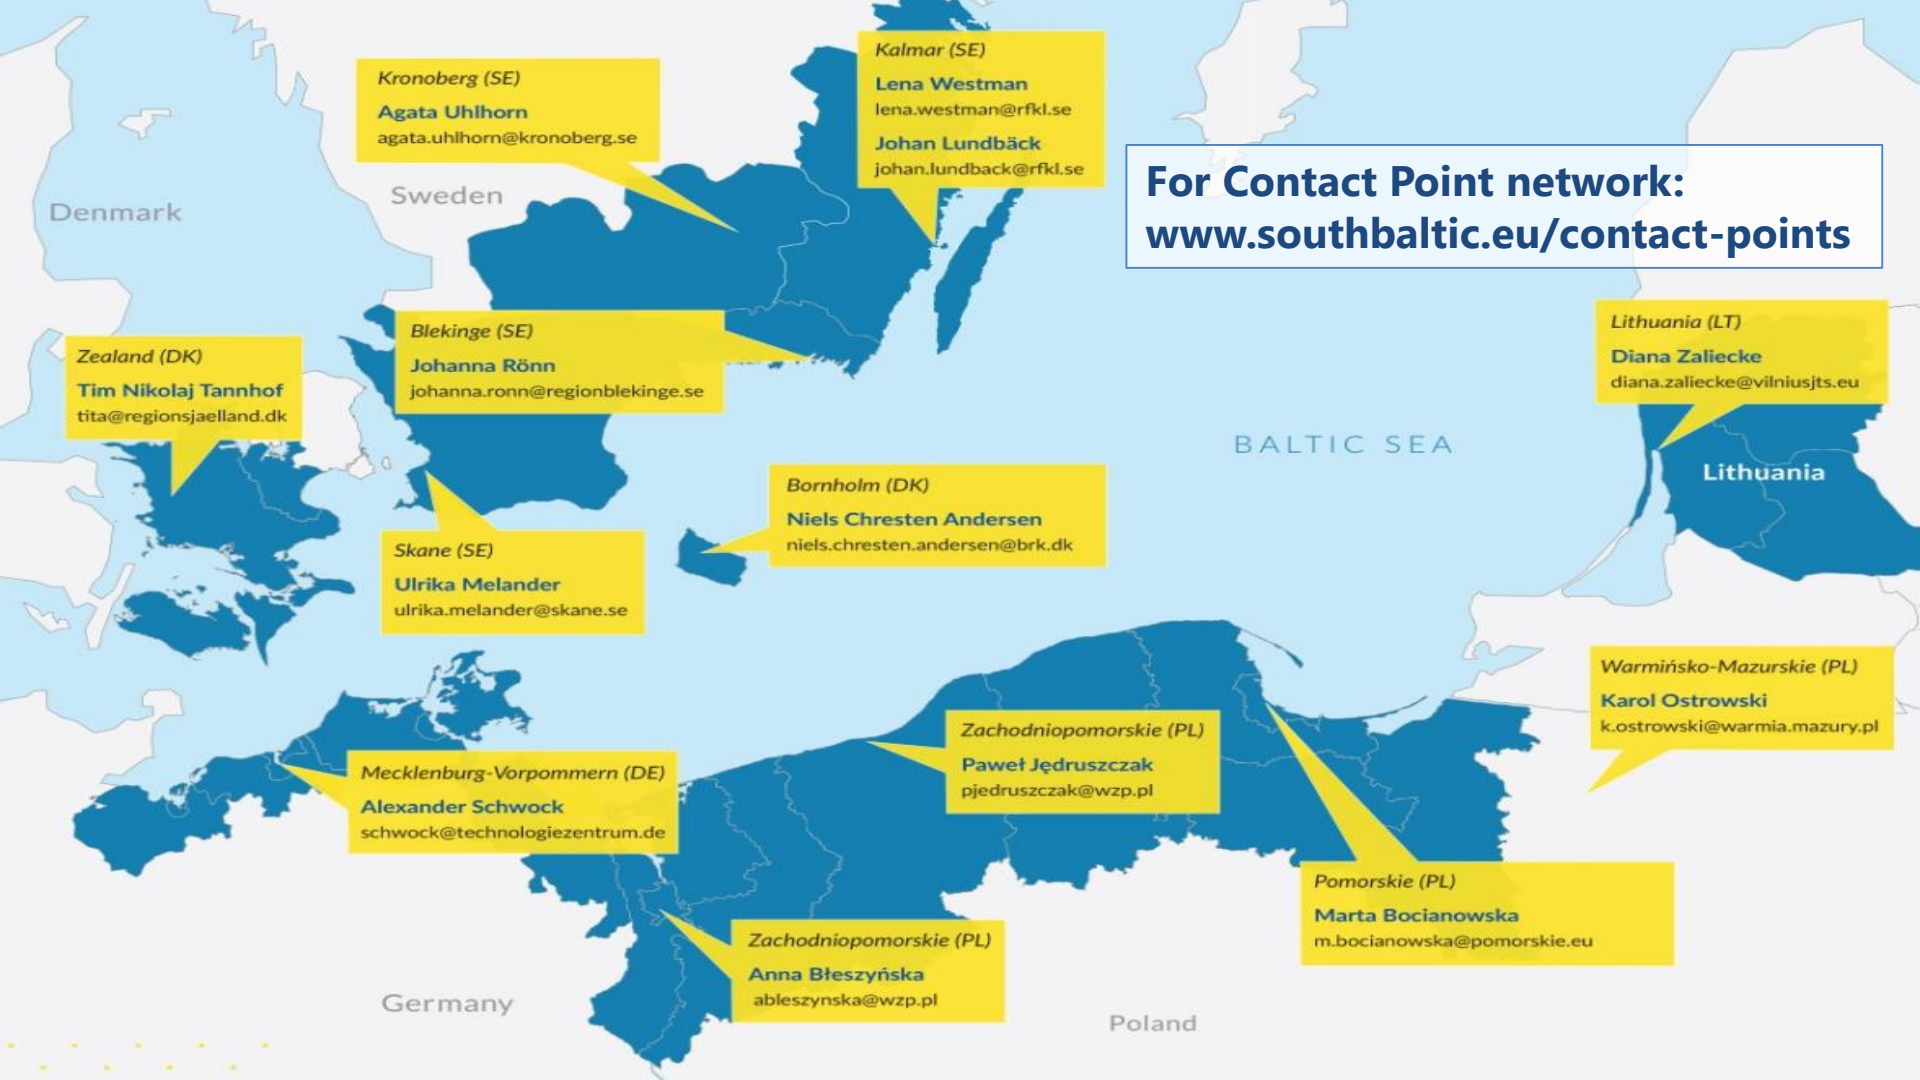 Kronoberg (SE)
Agata Uhlhorn
agata.uhlhorn@kronoberg.se
Kalmar (SE)
Lena Westman
lena.westman@rfkl.se
Johan Lundbäck
johan.lundback@rfkl.se
For Contact Point network:
www.southbaltic.eu/contact-points
Denmark
Sweden
Zealand (DK)
Tim Nikolaj Tannhof
tita@regionsjaelland.dk
Blekinge (SE)
Johanna Rönn
johanna.ronn@regionblekinge.se
Lithuania (LT)
Diana Zaliecke
diana.zaliecke@vilniusjts.eu
BALTIC SEA
Lithuania
Bornholm (DK)
Niels Chresten Andersen
niels.chresten.andersen@brk.dk
Skane (SE)
Ulrika Melander
ulrika.melander@skane.se
Warmińsko-Mazurskie (PL)
Karol Ostrowski
k.ostrowski@warmia.mazury.pl
Zachodniopomorskie (PL)
Paweł Jędruszczak
pjedruszczak@wzp.pl
Mecklenburg-Vorpommern (DE)
Alexander Schwock
schwock@technologiezentrum.de
Pomorskie (PL)
Marta Bocianowska
m.bocianowska@pomorskie.eu
Zachodniopomorskie (PL)
Anna Błeszyńska
ableszynska@wzp.pl
Germany
Poland